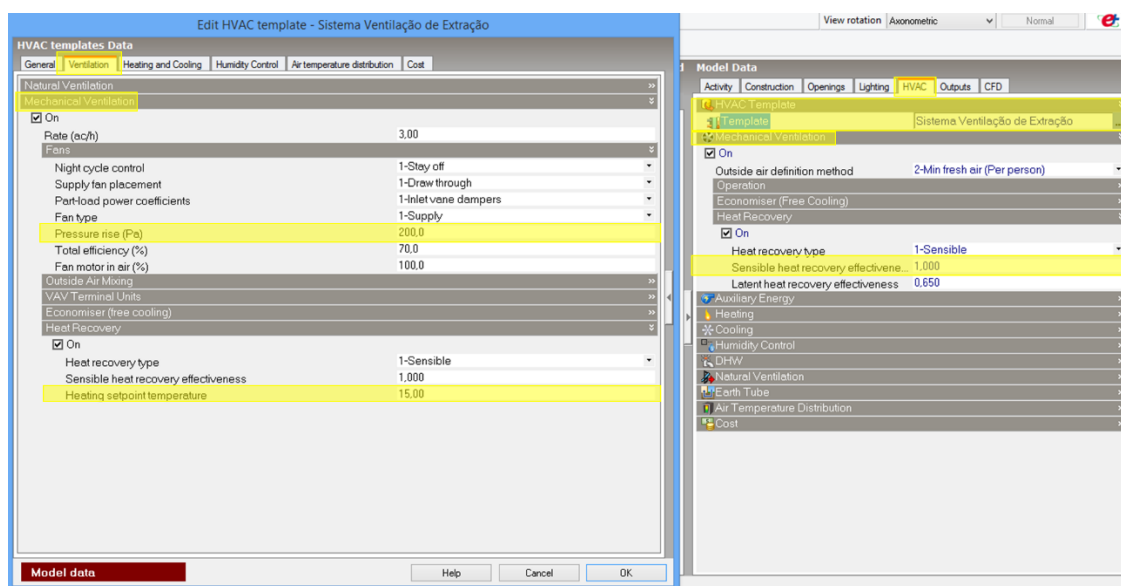 Edit HVAC template - Sistema Ventilação de Extração
HVAC templates Data
General Ventilation Heating and Cooling Humidity Control Air temperature distribution Cost
Natural Ventilation
Mechanical Ventilation
On
Rate (ac/h) 3,00
Fans
Night cycle control 1-Stay off
Supply fan placement 1-Draw through
Part-load power coefficients 1-Inlet vane dampers
Fan type 1-Supply
Pressure rise (Pa) 200,0
Total efficiency (%) 70,0
Fan motor in air (%) 100,0
Outside Air Mixing
VAV Terminal Units
Economiser (free cooling)
Heat Recovery
On
Heat recovery type 1-Sensible
Sensible heat recovery effectiveness 1,000
Heating setpoint temperature 15,00
Model data Help Cancel OK
View rotation Axonometric Normal
Model Data
Activity Construction Openings Lighting HVAC Outputs CFD
HVAC Template
Template Sistema Ventilação de Extração ...
Mechanical Ventilation
On
Outside air definition method 2-Min fresh air (Per person)
Operation
Economiser (Free Cooling)
Heat Recovery
On
Heat recovery type 1-Sensible
Sensible heat recovery effectivene... 1,000
Latent heat recovery effectiveness 0,650
Auxiliary Energy
Heating
Cooling
Humidity Control
DHW
Natural Ventilation
Earth Tube
Air Temperature Distribution
Cost